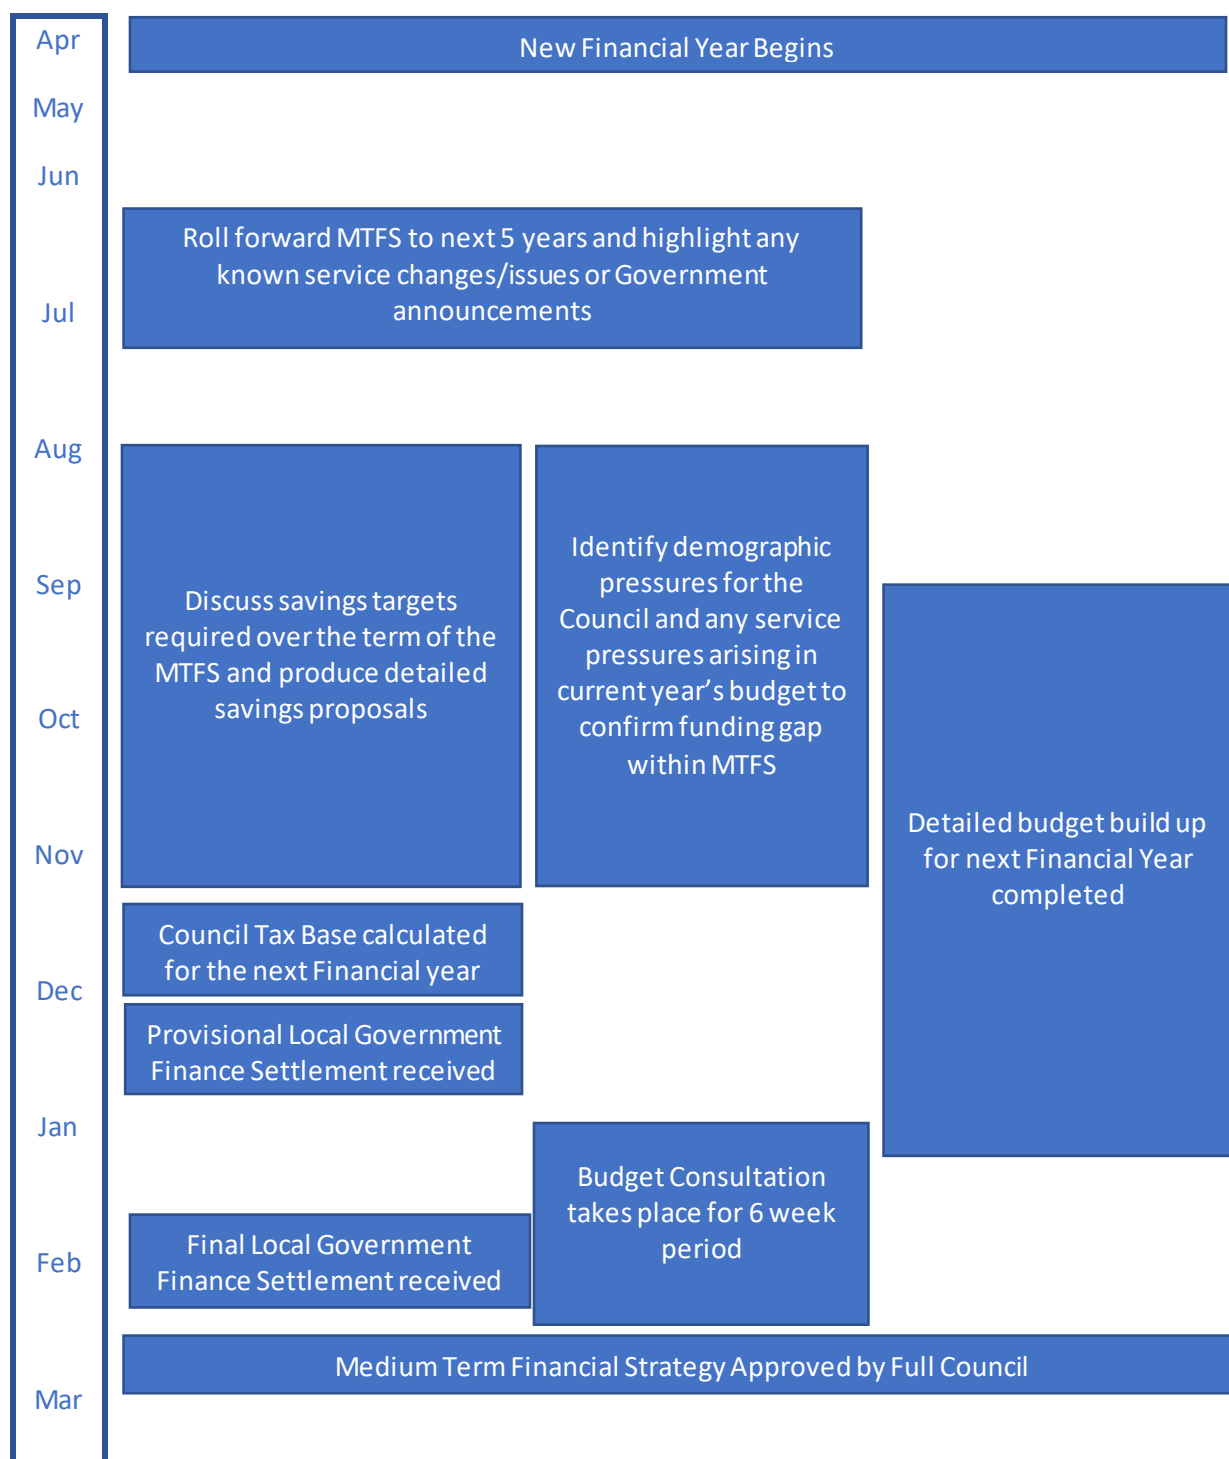 Apr
New Financial Year Begins
May
Jun
Roll forward MTFS to next 5 years and highlight any
known service changes/issues or Government
announcements
Jul
Aug
Discuss savings targets
required over the term of the
MTFS and produce detailed
savings proposals
Identify demographic
pressures for the
Council and any service
pressures arising in
current year's budget to
confirm funding gap
within MTFS
Sep
Oct
Detailed budget build up
for next Financial Year
completed
Nov
Council Tax Base calculated
for the next Financial year
Dec
Provisional Local Government
Finance Settlement received
Jan
Budget Consultation
takes place for 6 week
period
Final Local Government
Finance Settlement received
Feb
Medium Term Financial Strategy Approved by Full Council
Mar